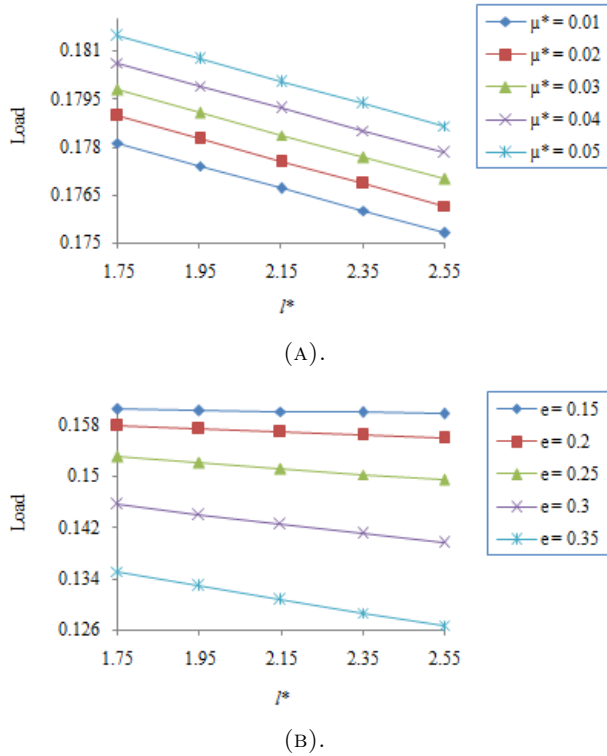 0.181
0.1795
0.178
0.1765
0.175
Load
1.75 1.95 2.15 2.35 2.55
l*
μ* = 0.01
μ* = 0.02
μ* = 0.03
μ* = 0.04
μ* = 0.05
(A).
0.158
0.15
0.142
0.134
0.126
Load
1.75 1.95 2.15 2.35 2.55
l*
e = 0.15
e = 0.2
e = 0.25
e = 0.3
e = 0.35
(B).